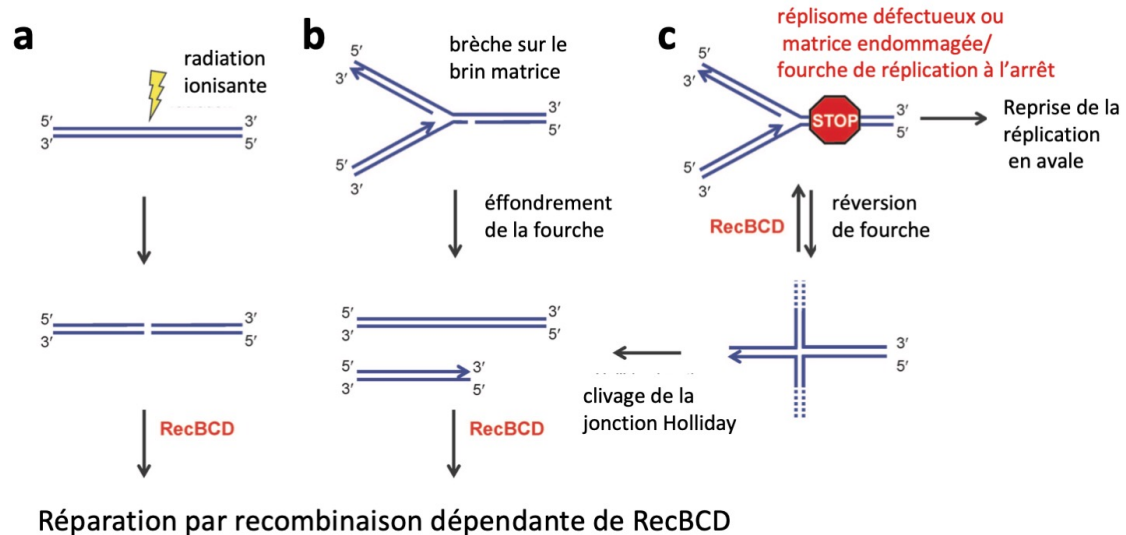 a
radiation
ionisante
5′ 3′
3′ 5′
5′ 3′
3′ 5′
RecBCD
b
brèche sur le
brin matrice
5′
3′
3′
5′
5′
3′
éffondrement
de la fourche
5′ 3′
3′ 5′
5′ 3′
3′ 5′
RecBCD
c
réplisome défectueux ou
matrice endommagée/
fourche de réplication à l'arrêt
5′
3′
STOP
3′
5′
5′
3′
Reprise de la
réplication
en avale
RecBCD
réversion
de fourche
3′
5′
clivage de la
jonction Holliday
Réparation par recombinaison dépendante de RecBCD